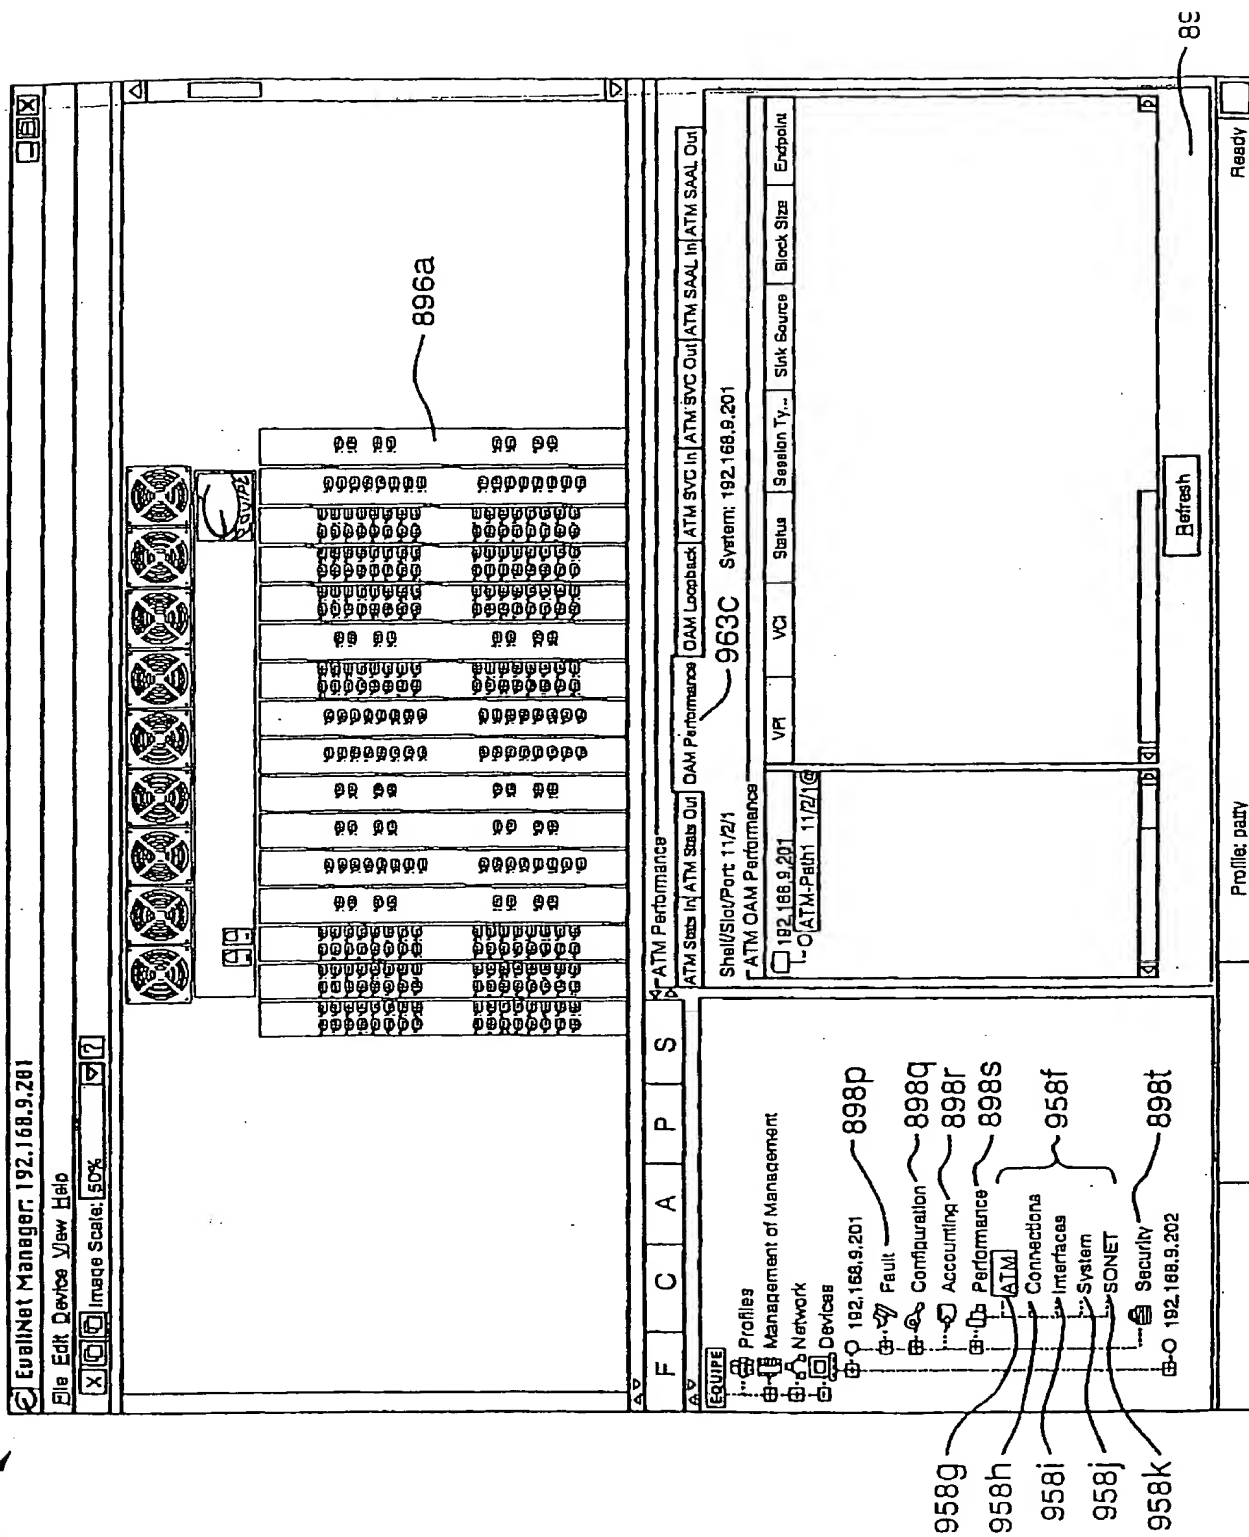 EuallNet Manager: 192.168.9.201
File Edit Device View Help
Image Scale: 50%
896a
F C A P S
EQUIPE
Profiles
Management of Management
Network
Devices
192.168.9.201
Fault
Configuration
Accounting
Performance
ATM
Connections
Interfaces
System
SONET
Security
192.168.9.202
898p
898q
898r
898s
958f
898t
958g
958h
958i
958j
958k
ATM Performance
ATM Stats In ATM Stats Out OAM Performance OAM Loopback ATM SVC In ATM SVC Out ATM SAAL In ATM SAAL Out
963C
Shelf/Slot/Port: 11/2/1 System: 192.168.9.201
ATM OAM Performance
192.168.9.201
ATM-Path1 11/2/1@
VPI VCI Status Session Ty... Sink Source Block Size Endpoint
Refresh
89
Profile: patty
Ready